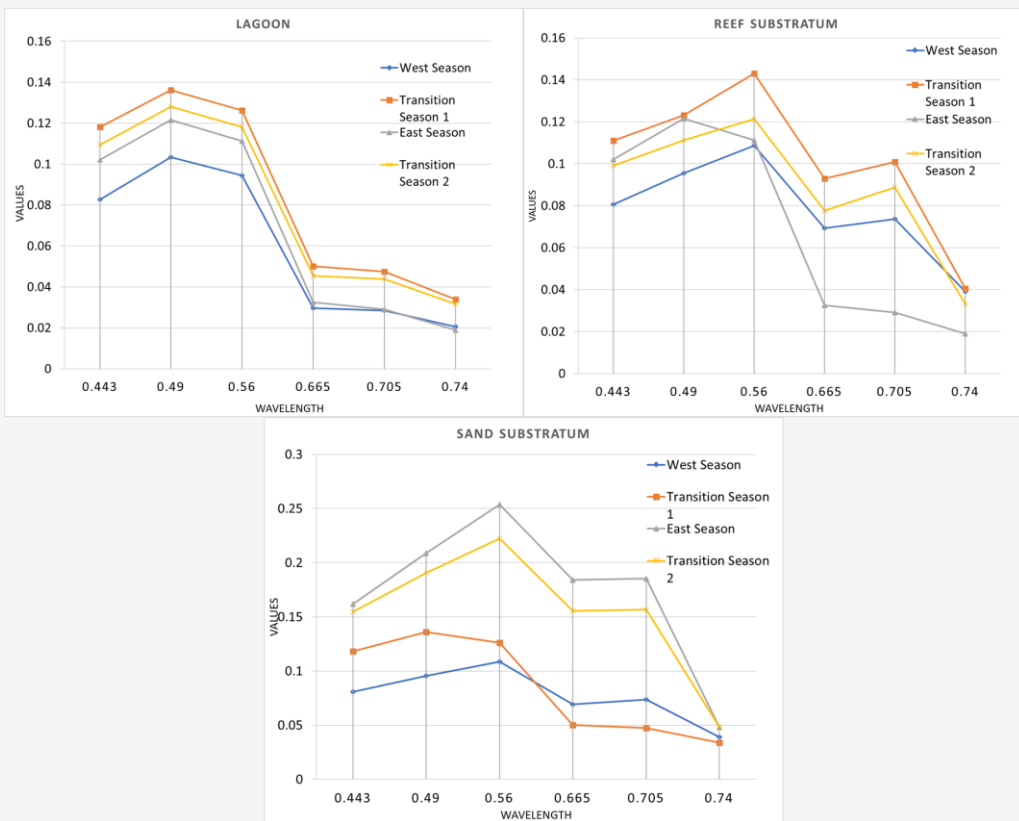 LAGOON
0.16
0.14
0.12
0.1
0.08
0.06
0.04
0.02
0
VALUES
0.443 0.49 0.56 0.665 0.705 0.74
WAVELENGTH
West Season
Transition
Season 1
East Season
Transition
Season 2
REEF SUBSTRATUM
0.16
0.14
0.12
0.1
0.08
0.06
0.04
0.02
0
VALUES
0.443 0.49 0.56 0.665 0.705 0.74
WAVELENGTH
West Season
Transition
Season 1
East Season
Transition
Season 2
SAND SUBSTRATUM
0.3
0.25
0.2
0.15
0.1
0.05
0
VALUES
0.443 0.49 0.56 0.665 0.705 0.74
WAVELENGTH
West Season
Transition Season
1
East Season
Transition Season
2